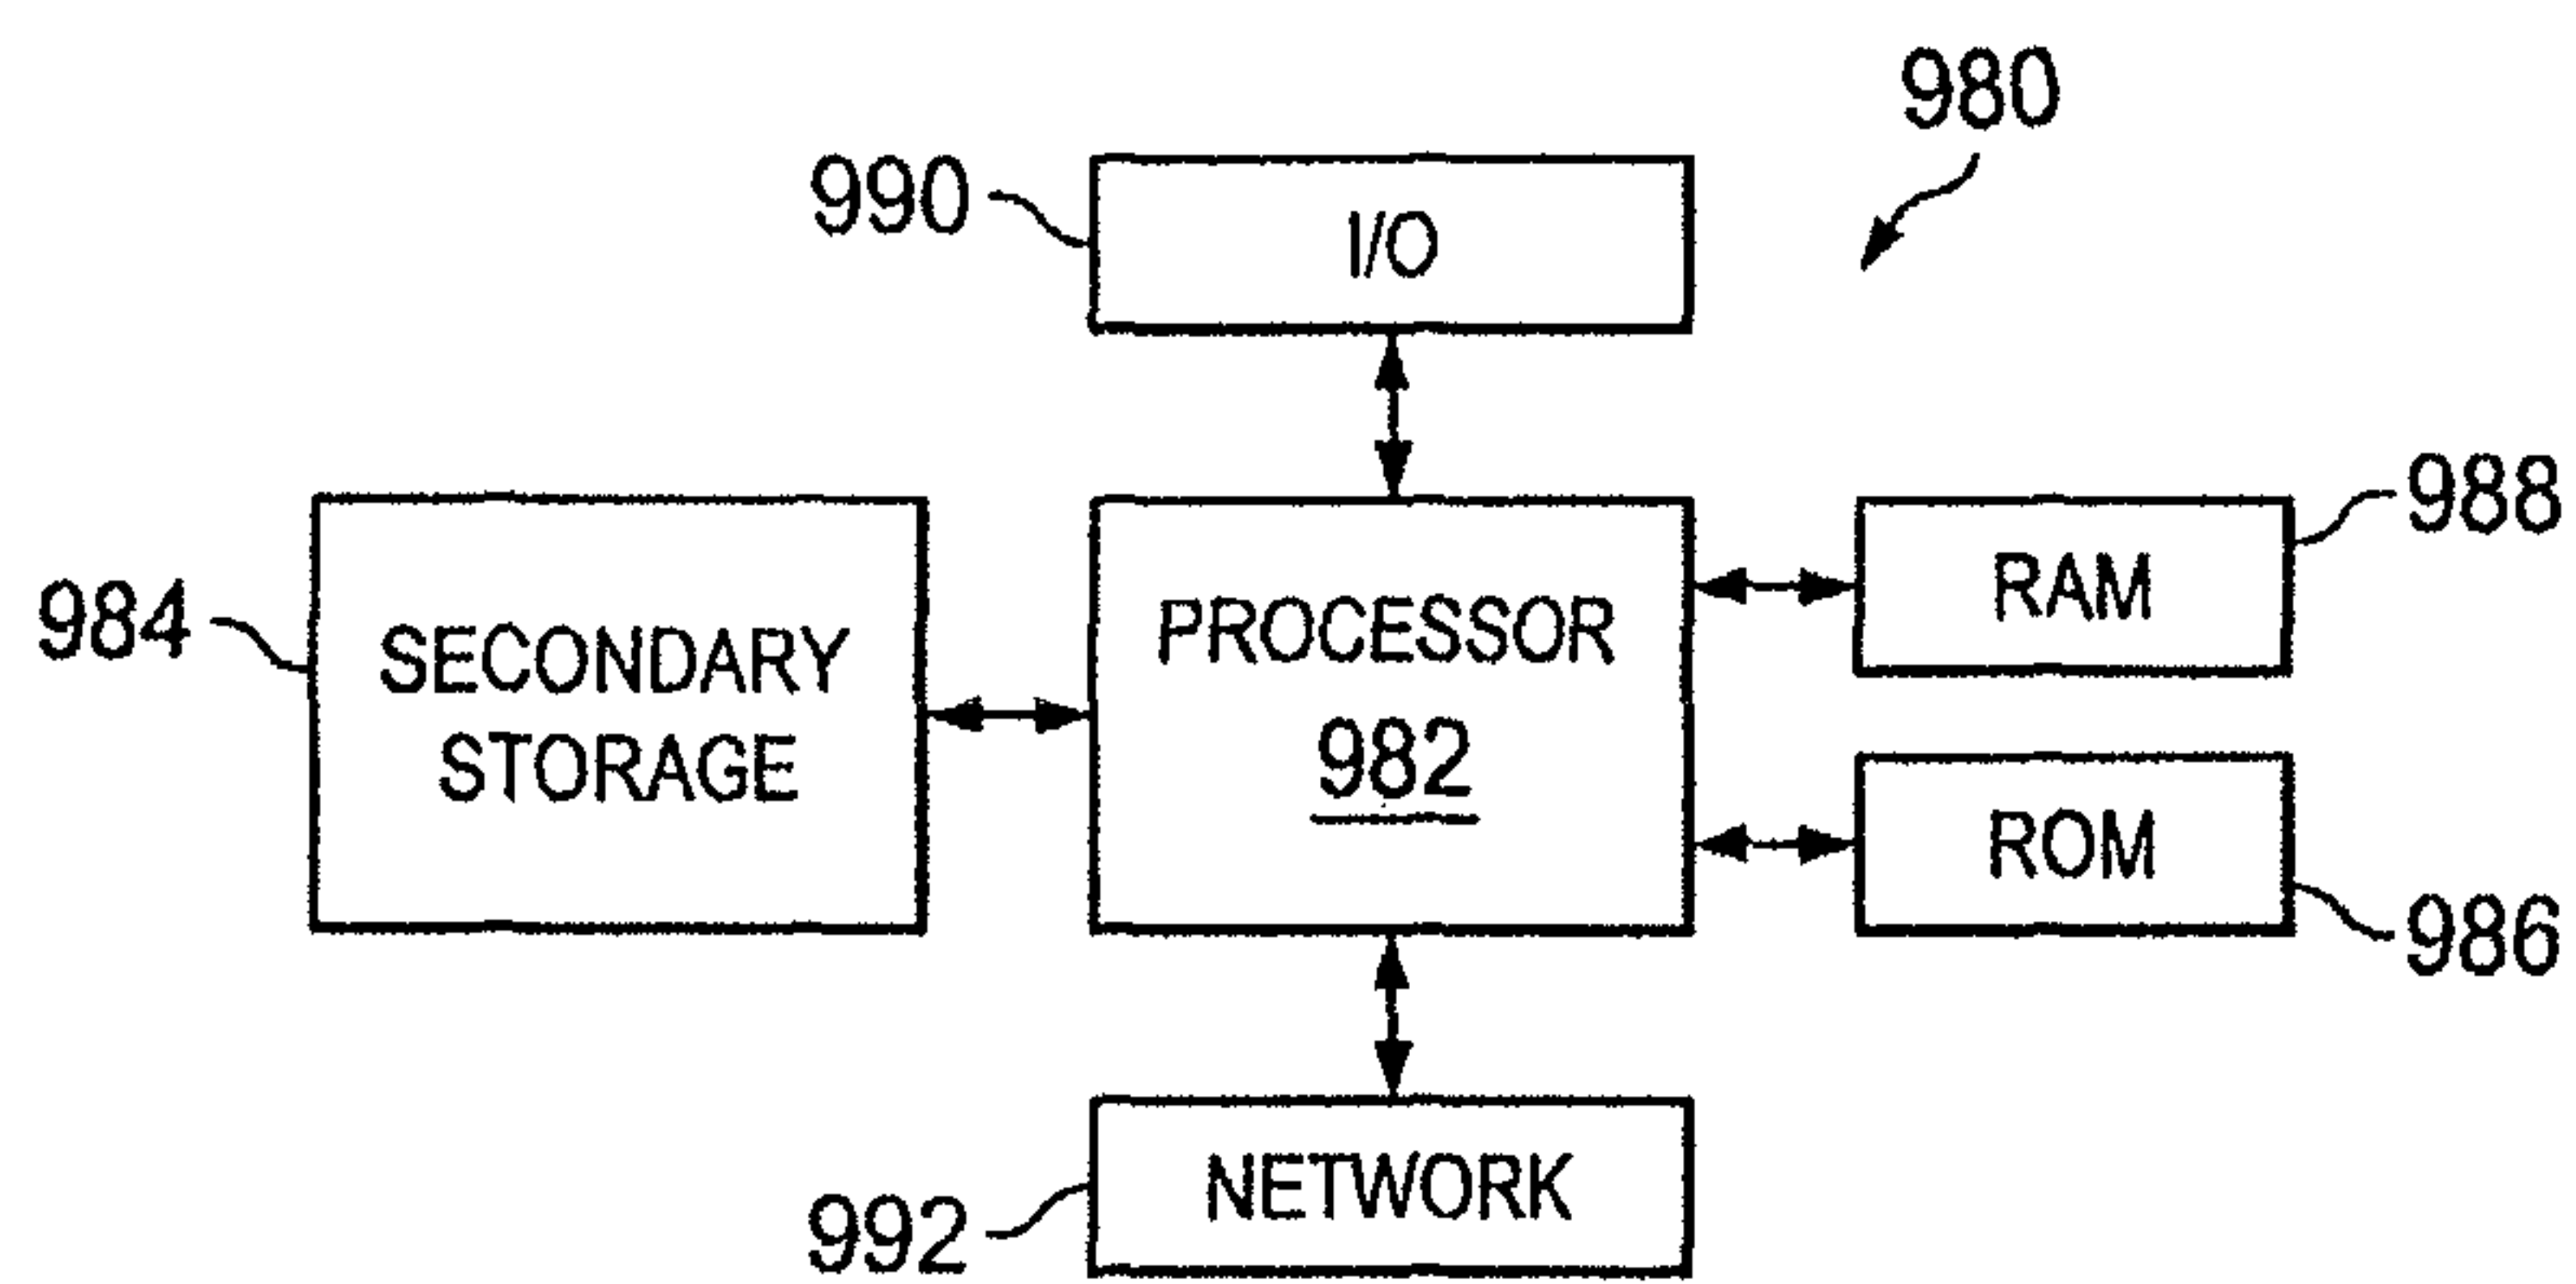 980
990
I/O
988
RAM
984
SECONDARY
STORAGE
PROCESSOR
982
ROM
986
992
NETWORK